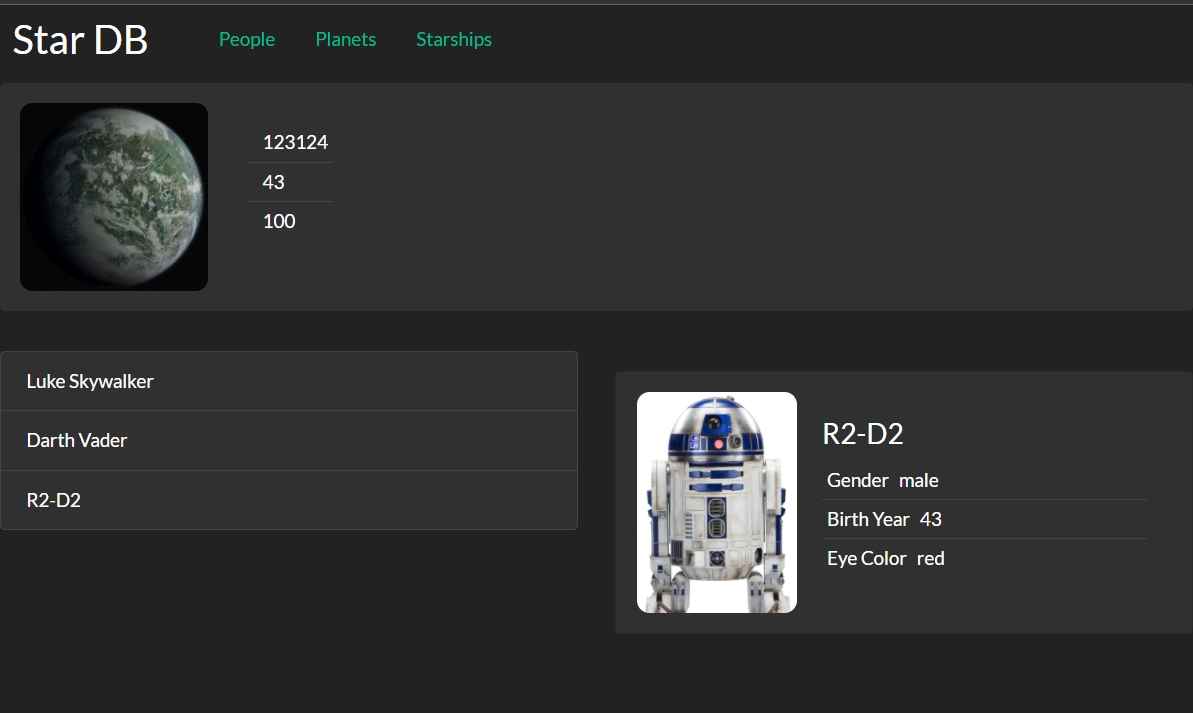 Star DB People Planets Starships
123124
43
100
Luke Skywalker
Darth Vader
R2-D2
R2-D2
Gender male
Birth Year 43
Eye Color red